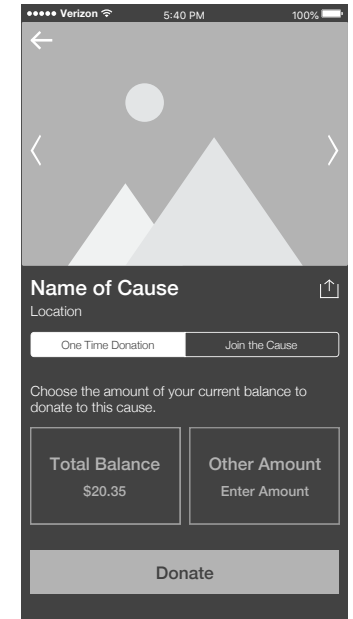 Verizon 5:40 PM 100%
Name of Cause
Location
One Time Donation Join the Cause
Choose the amount of your current balance to
donate to this cause.
Total Balance Other Amount
$20.35 Enter Amount
Donate